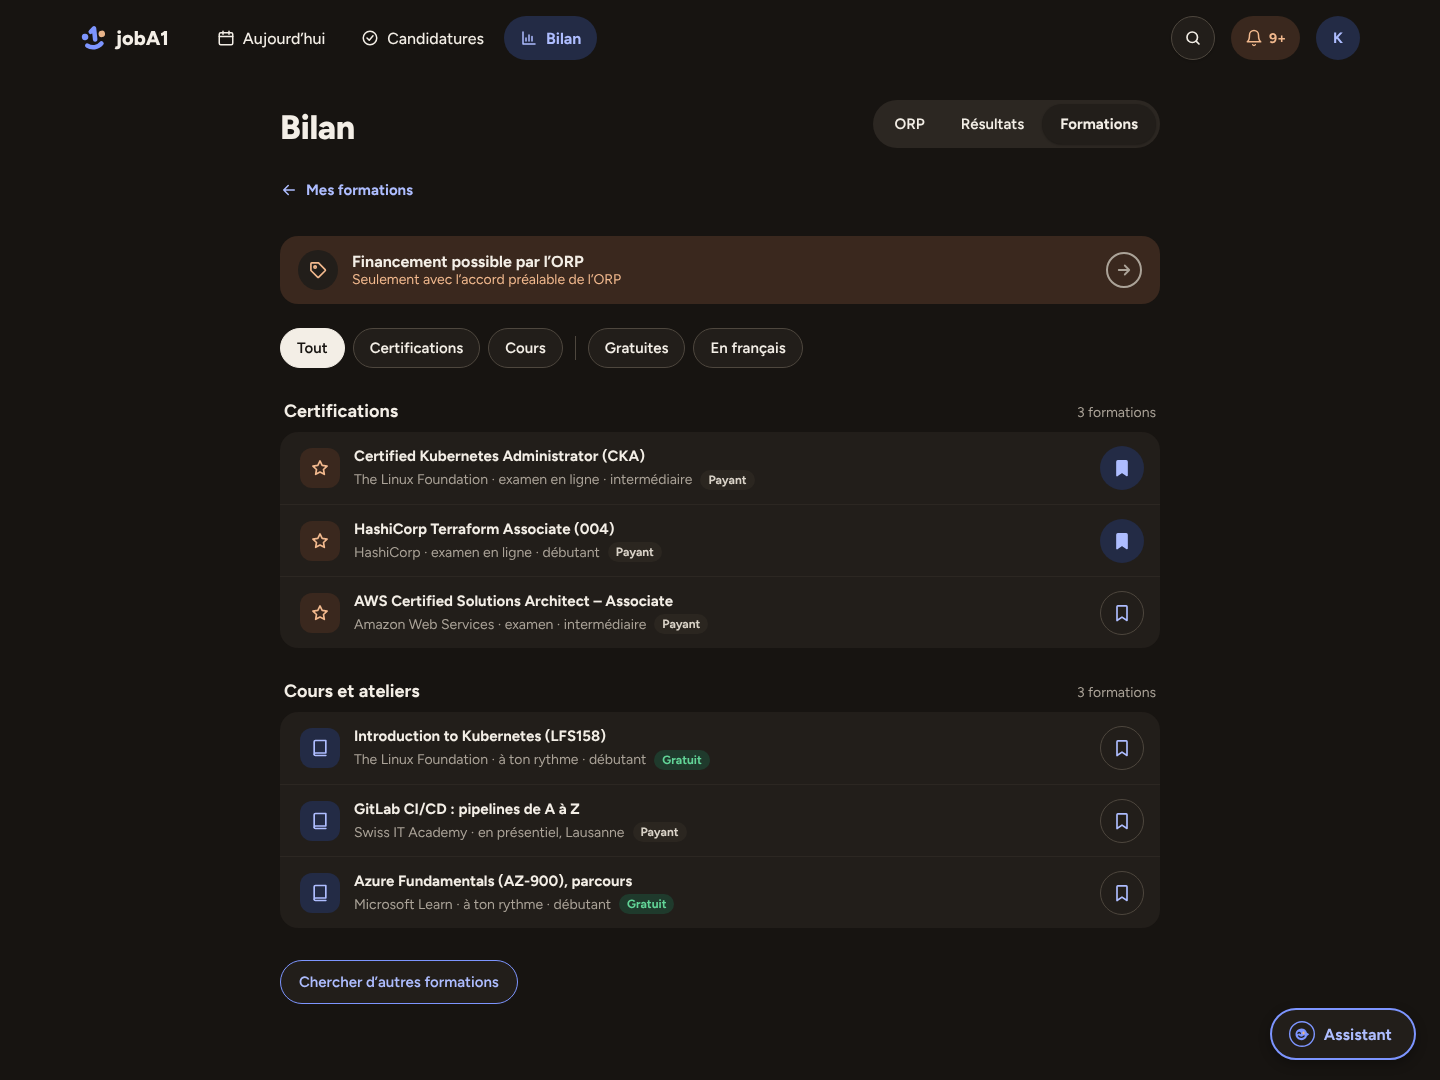 jobA1
Aujourd’hui
Candidatures
Bilan
9+
K
Bilan
ORP
Résultats
Formations
Mes formations
Financement possible par l’ORP
Seulement avec l’accord préalable de l’ORP
Tout
Certifications
Cours
Gratuites
En français
Certifications
3 formations
Certified Kubernetes Administrator (CKA)
The Linux Foundation · examen en ligne · intermédiaire Payant
HashiCorp Terraform Associate (004)
HashiCorp · examen en ligne · débutant Payant
AWS Certified Solutions Architect – Associate
Amazon Web Services · examen · intermédiaire Payant
Cours et ateliers
3 formations
Introduction to Kubernetes (LFS158)
The Linux Foundation · à ton rythme · débutant Gratuit
GitLab CI/CD : pipelines de A à Z
Swiss IT Academy · en présentiel, Lausanne Payant
Azure Fundamentals (AZ-900), parcours
Microsoft Learn · à ton rythme · débutant Gratuit
Chercher d’autres formations
Assistant